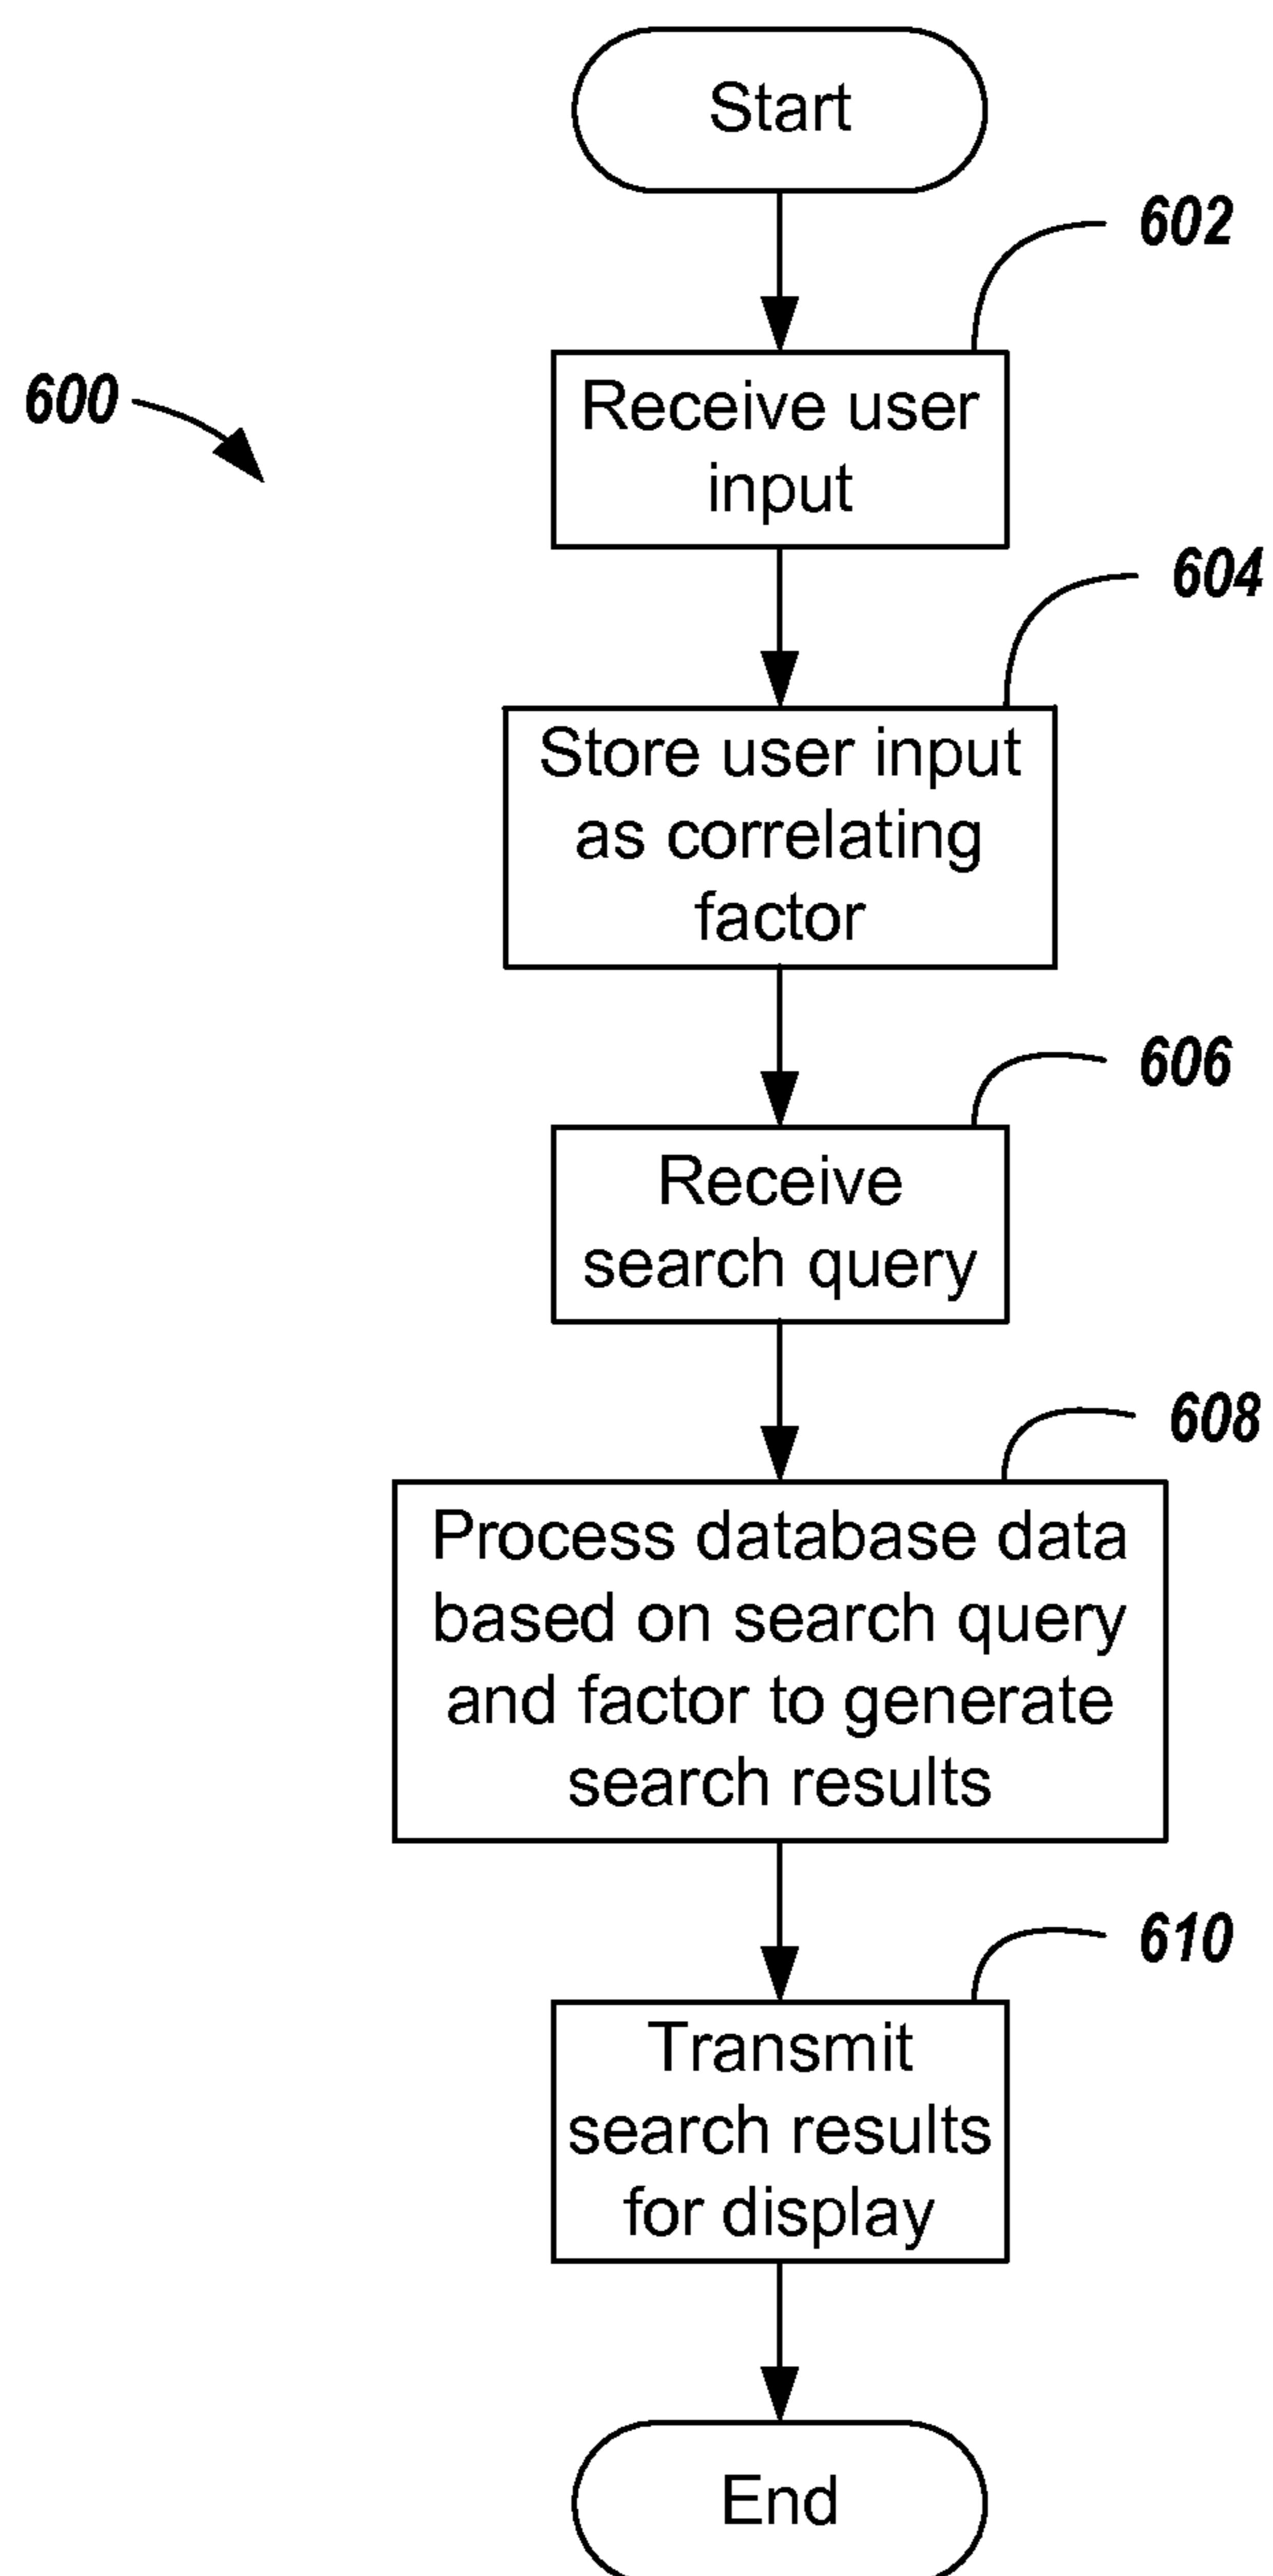 Start
602
600
Receive user
input
604
Store user input
as correlating
factor
606
Receive
search query
608
Process database data
based on search query
and factor to generate
search results
610
Transmit
search results
for display
End